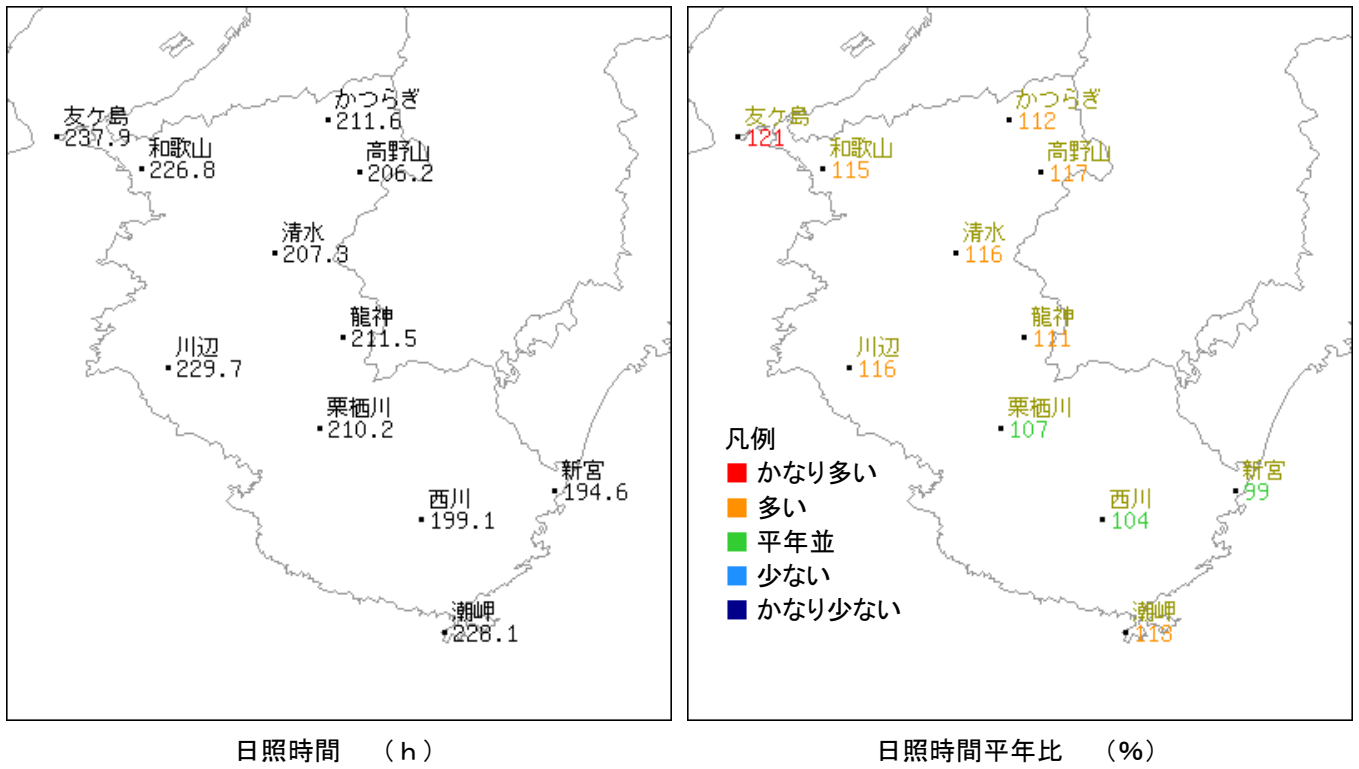 友ケ島
237.9
和歌山
226.8
かつらぎ
211.6
高野山
206.2
清水
207.3
龍神
211.5
川辺
229.7
栗栖川
210.2
新宮
194.6
西川
199.1
潮岬
228.1
日照時間 （ｈ）
友ケ島
121
和歌山
115
かつらぎ
112
高野山
117
清水
116
龍神
121
川辺
116
栗栖川
107
新宮
99
西川
104
潮岬
113
凡例
かなり多い
多い
平年並
少ない
かなり少ない
日照時間平年比 （％）